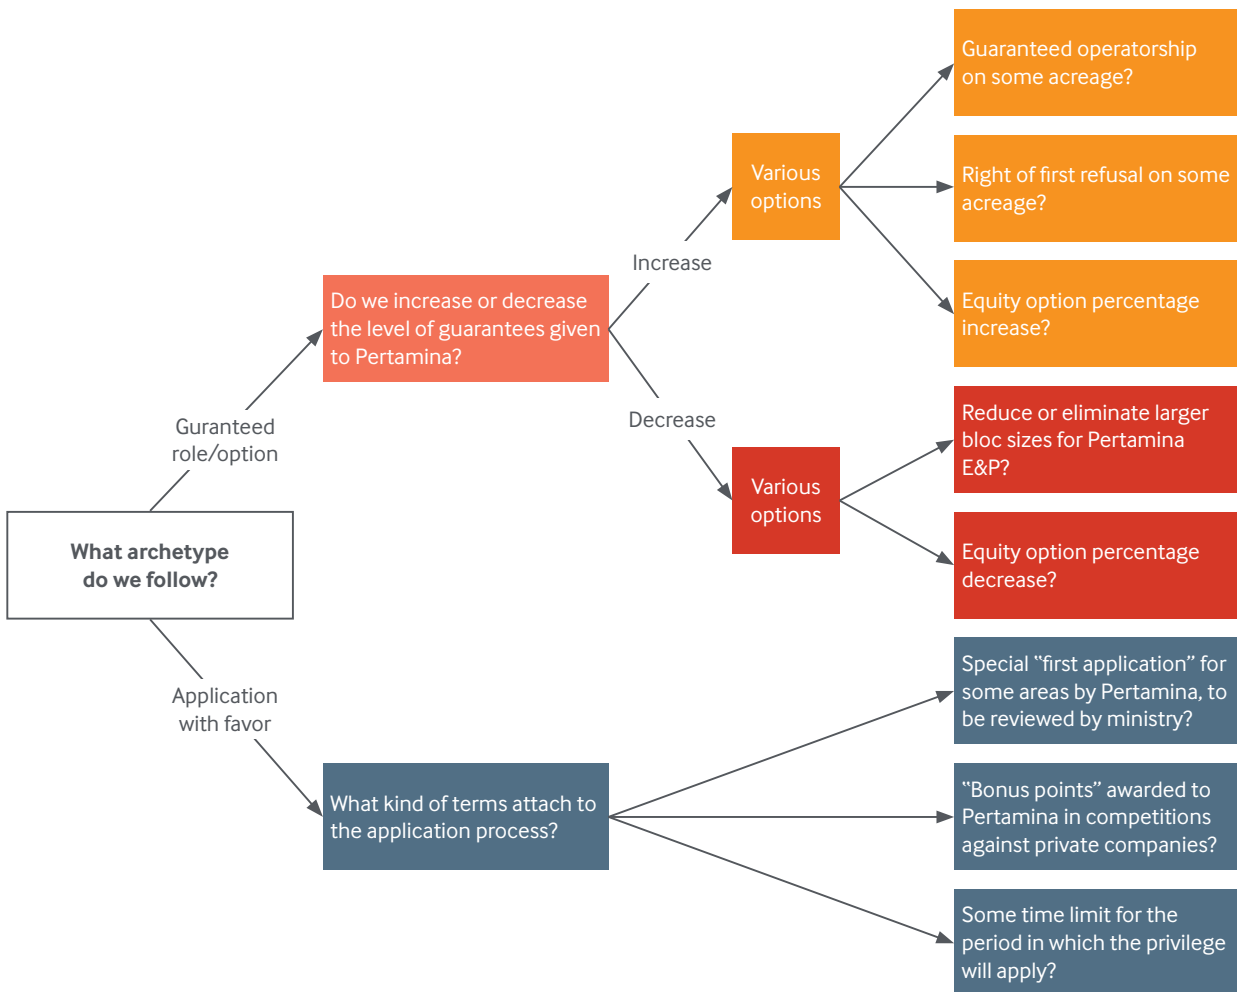 Guaranteed operatorship
on some acreage?
Various
options
Right of first refusal on some
acreage?
Increase
Equity option percentage
increase?
Do we increase or decrease
the level of guarantees given
to Pertamina?
Decrease
Reduce or eliminate larger
bloc sizes for Pertamina
E&P?
Guranteed
role/option
Various
options
Equity option percentage
decrease?
What archetype
do we follow?
Special “first application” for
some areas by Pertamina, to
be reviewed by ministry?
Application
with favor
What kind of terms attach to
the application process?
“Bonus points” awarded to
Pertamina in competitions
against private companies?
Some time limit for the
period in which the privilege
will apply?